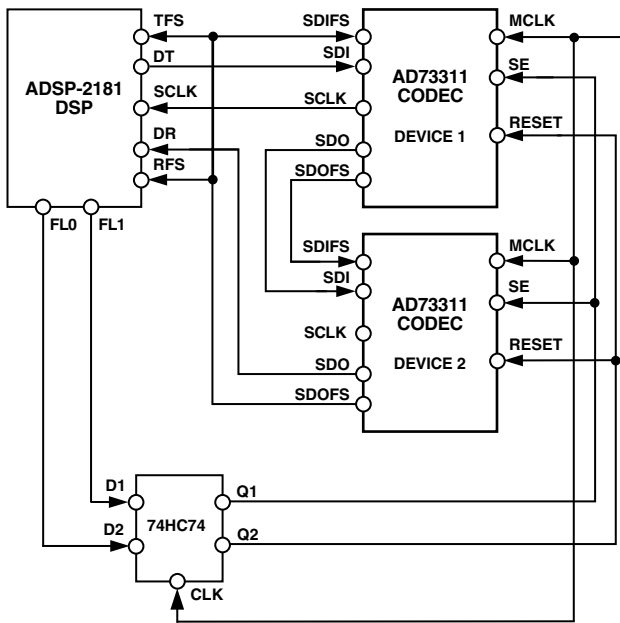 TFS
DT
SCLK
DR
RFS
ADSP-2181
DSP
FL0
FL1
SDIFS
SDI
SCLK
SDO
SDOFS
AD73311
CODEC
DEVICE 1
MCLK
SE
RESET
SDIFS
SDI
SCLK
SDO
SDOFS
AD73311
CODEC
DEVICE 2
MCLK
SE
RESET
D1
D2
74HC74
Q1
Q2
CLK